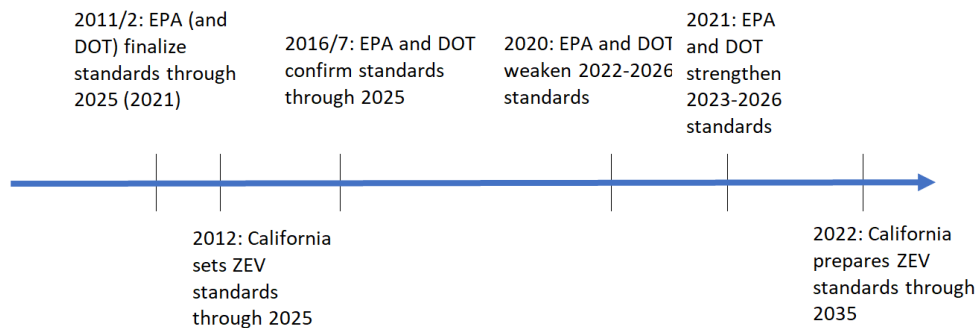 2011/2: EPA (and
DOT) finalize
standards through
2025 (2021)
2016/7: EPA and DOT
confirm standards
through 2025
2020: EPA and DOT
weaken 2022-2026
standards
2021: EPA
and DOT
strengthen
2023-2026
standards
2012: California
sets ZEV
standards
through 2025
2022: California
prepares ZEV
standards through
2035